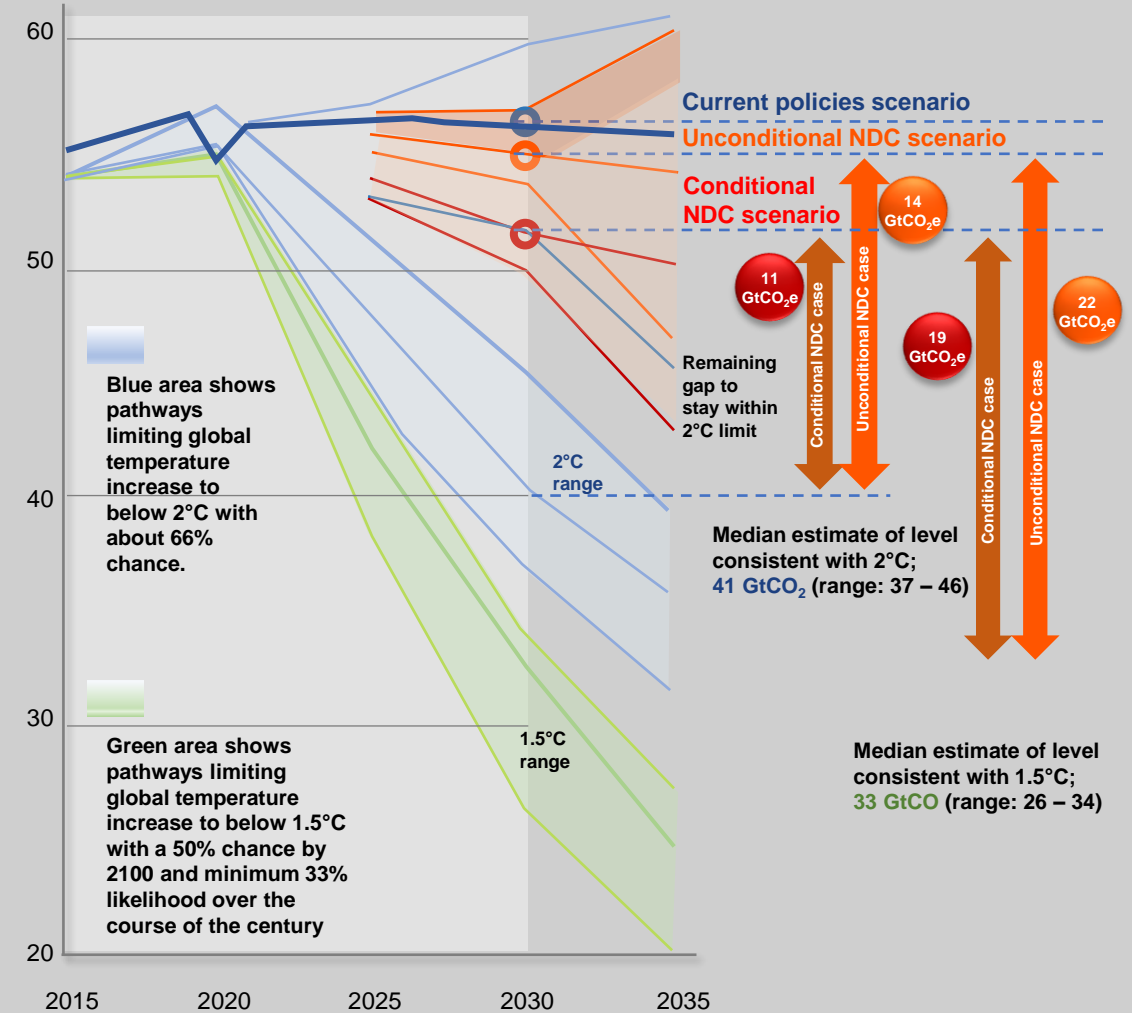 60
50
40
30
20
2015
2020
2025
2030
2035
Blue area shows
pathways
limiting global
temperature
increase to
below 2°C with
about 66%
chance.
Green area shows
pathways limiting
global temperature
increase to below 1.5°C
with a 50% chance by
2100 and minimum 33%
likelihood over the
course of the century
2°C
range
1.5°C
range
Current policies scenario
Unconditional NDC scenario
Conditional
NDC scenario
Remaining
gap to
stay within
2°C limit
11
GtCO₂e
Conditional NDC case
Unconditional NDC case
14
GtCO₂e
19
GtCO₂e
Conditional NDC case
Unconditional NDC case
22
GtCO₂e
Median estimate of level
consistent with 2°C;
41 GtCO₂ (range: 37 – 46)
Median estimate of level
consistent with 1.5°C;
33 GtCO (range: 26 – 34)